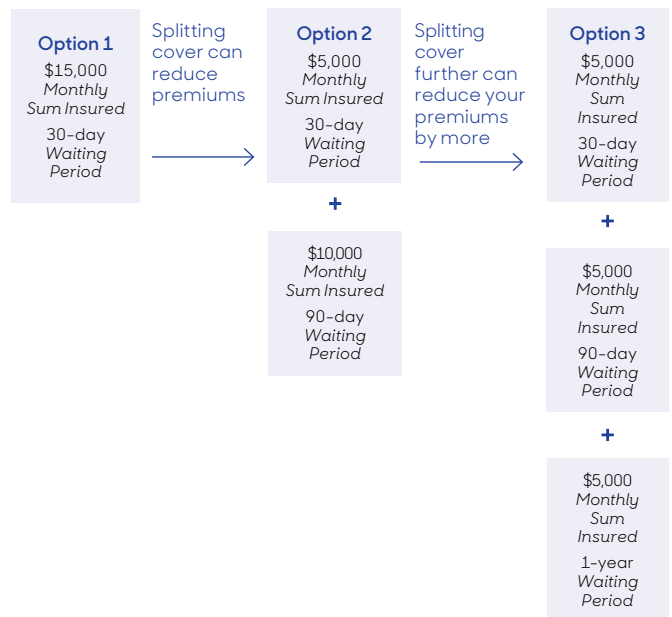 Option 1
$15,000
Monthly
Sum Insured
30-day
Waiting
Period
Splitting
cover can
reduce
premiums
Option 2
$5,000
Monthly
Sum Insured
30-day
Waiting
Period
+
$10,000
Monthly
Sum Insured
90-day
Waiting
Period
Splitting
cover
further can
reduce your
premiums
by more
Option 3
$5,000
Monthly
Sum
Insured
30-day
Waiting
Period
+
$5,000
Monthly
Sum
Insured
90-day
Waiting
Period
+
$5,000
Monthly
Sum
Insured
1-year
Waiting
Period